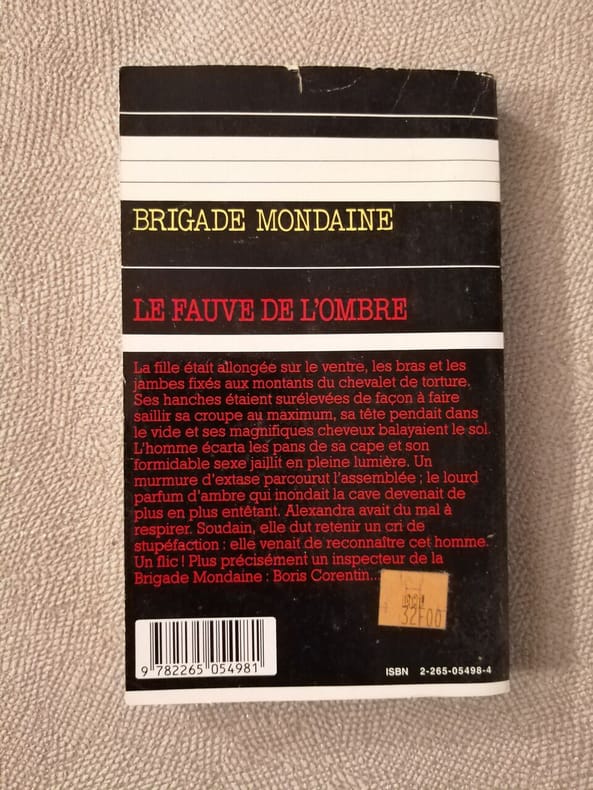 BRIGADE MONDAINE
LE FAUVE DE L'OMBRE
La fille était allongée sur le ventre, les bras et les
jambes fixés aux montants du chevalet de torture.
Ses hanches étaient surélevées de façon à faire
saillir sa croupe au maximum, sa tête pendait dans
le vide et ses magnifiques cheveux balayaient le sol.
L'homme écarta les pans de sa cape et son
formidable sexe jaillit en pleine lumière. Un
murmure d'extase parcourut l'assemblée ; le lourd
parfum d'ambre qui inondait la cave devenait de
plus en plus entêtant. Alexandra avait du mal à
respirer. Soudain, elle dut retenir un cri de
stupéfaction : elle venait de reconnaître cet homme.
Un flic ! Plus précisément un inspecteur de la
Brigade Mondaine : Boris Corentin...
32F00
9 782265 054981
ISBN 2-265-05498-4